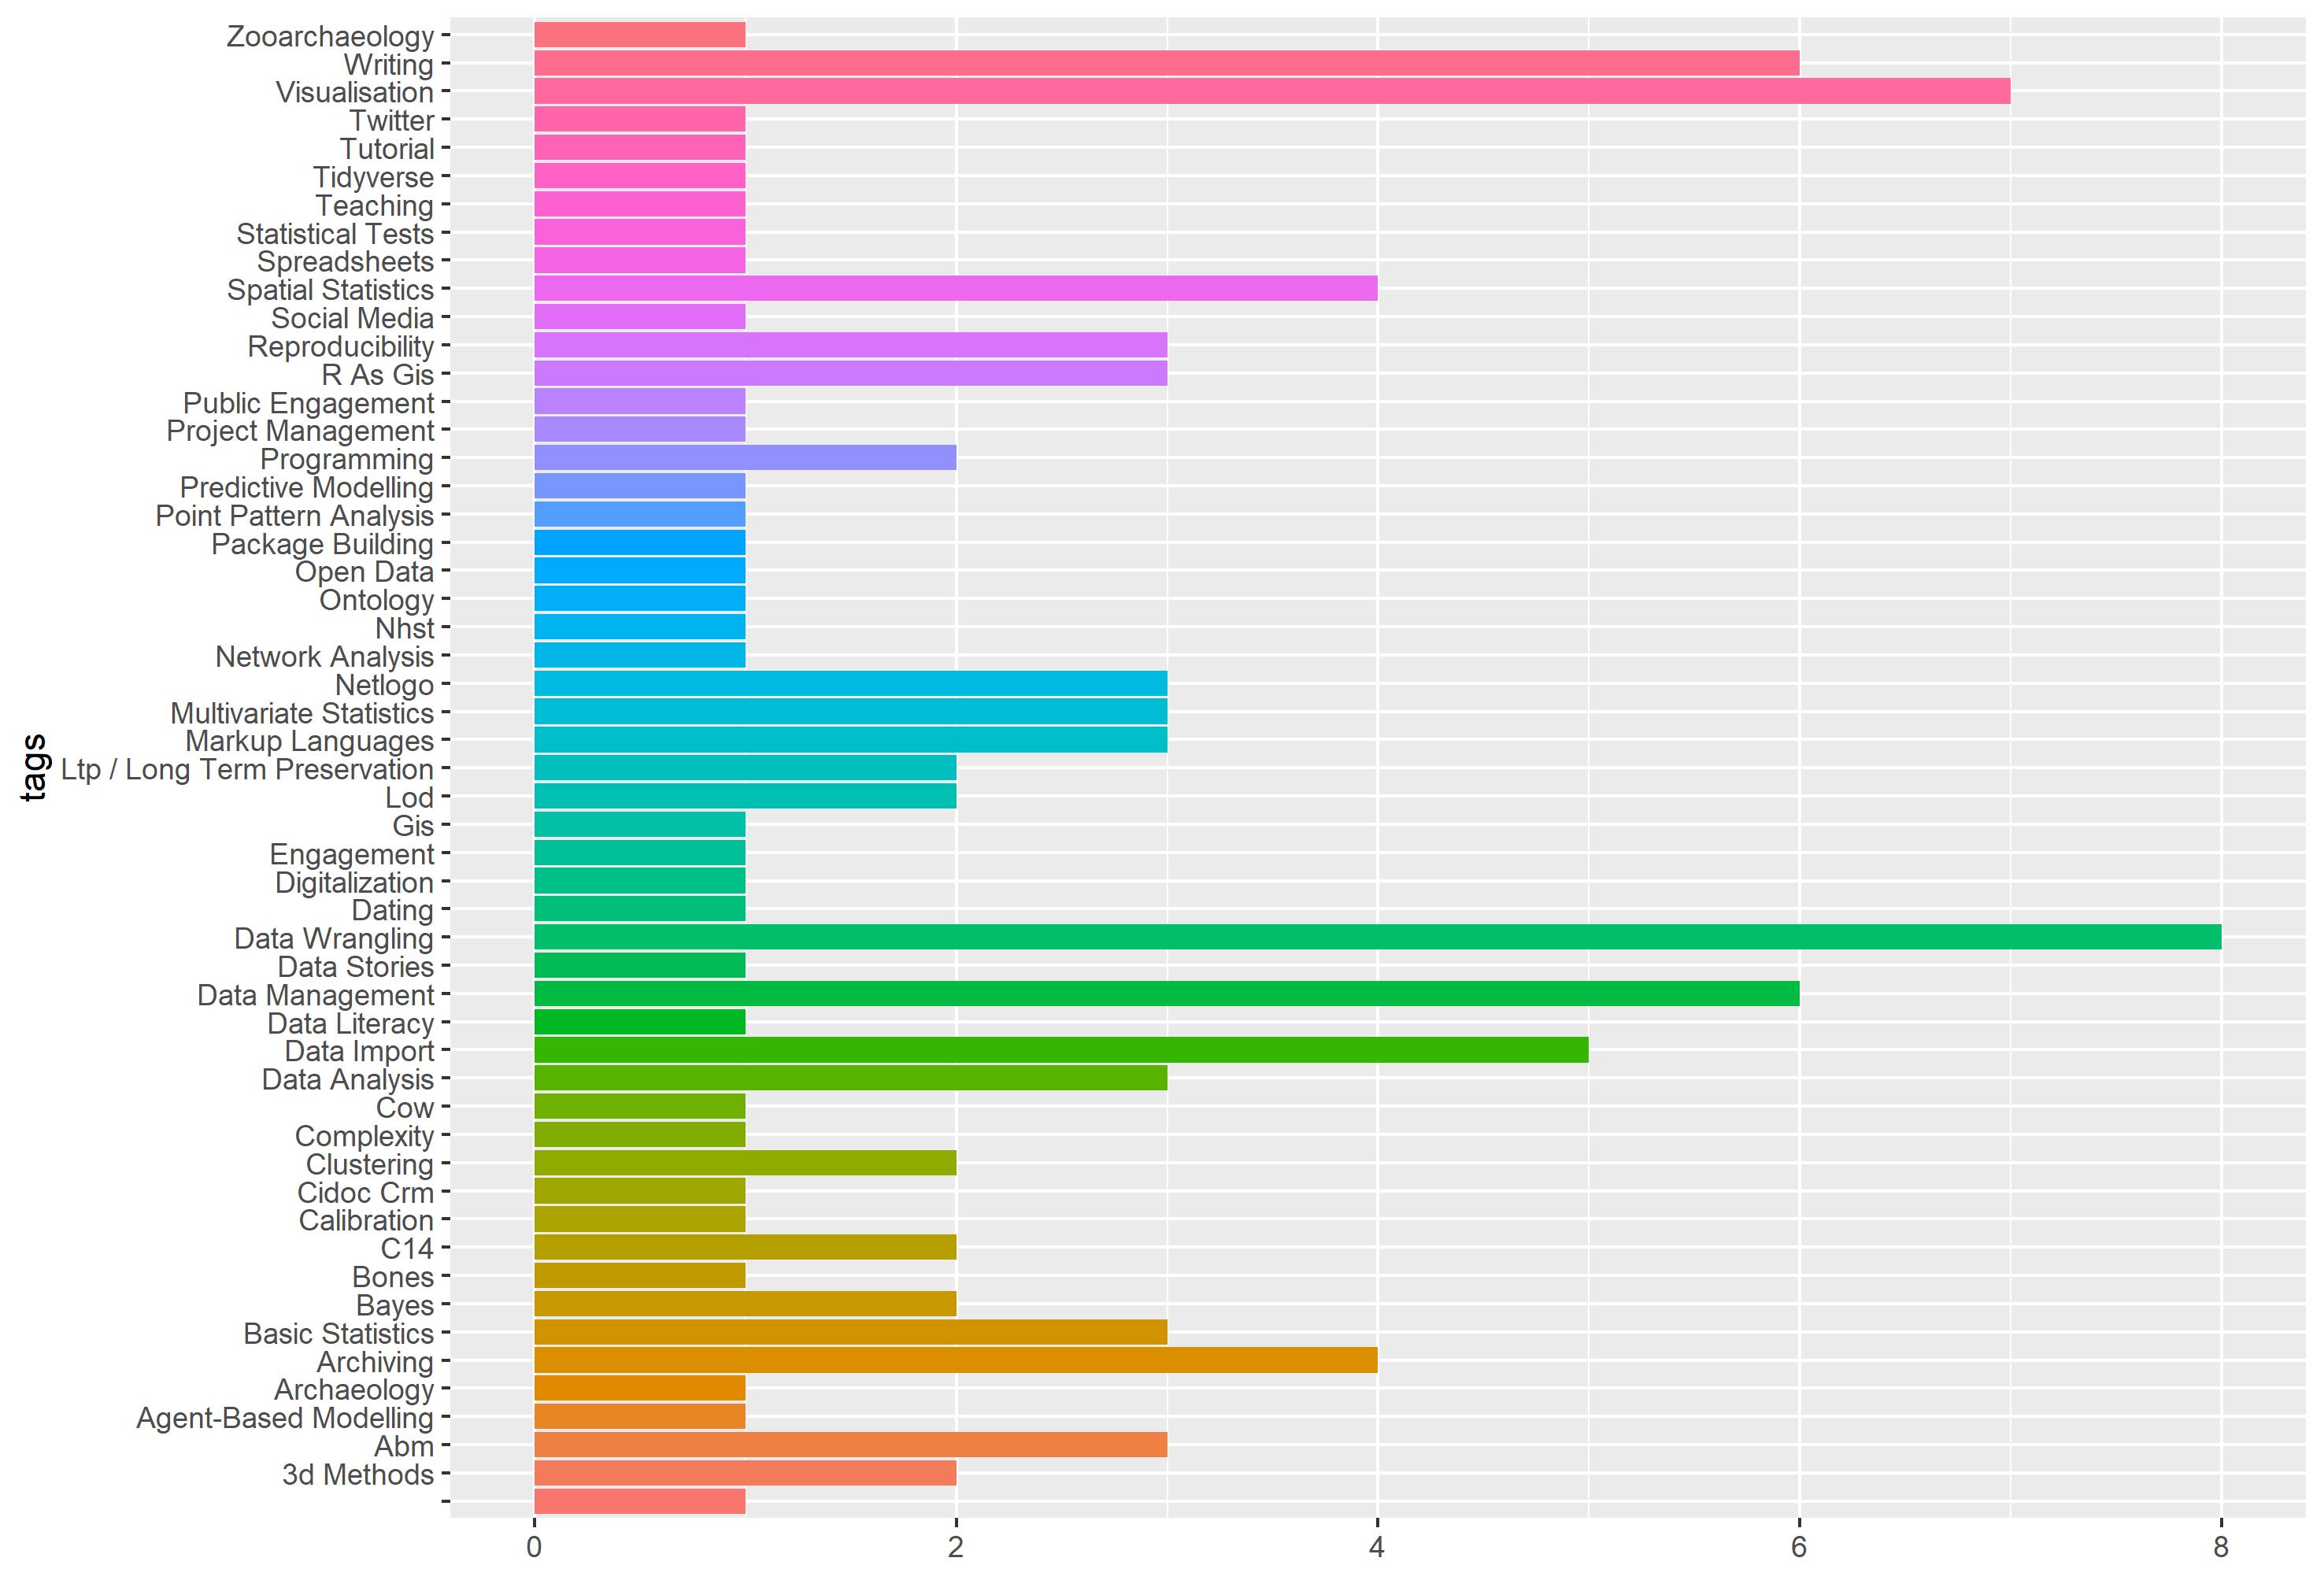 Zooarchaeology
Writing
Visualisation
Twitter
Tutorial
Tidyverse
Teaching
Statistical Tests
Spreadsheets
Spatial Statistics
Social Media
Reproducibility
R As Gis
Public Engagement
Project Management
Programming
Predictive Modelling
Point Pattern Analysis
Package Building
Open Data
Ontology
Nhst
Network Analysis
Netlogo
Multivariate Statistics
Markup Languages
Ltp / Long Term Preservation
Lod
Gis
Engagement
Digitalization
Dating
Data Wrangling
Data Stories
Data Management
Data Literacy
Data Import
Data Analysis
Cow
Complexity
Clustering
Cidoc Crm
Calibration
C14
Bones
Bayes
Basic Statistics
Archiving
Archaeology
Agent-Based Modelling
Abm
3d Methods
tags
0 2 4 6 8